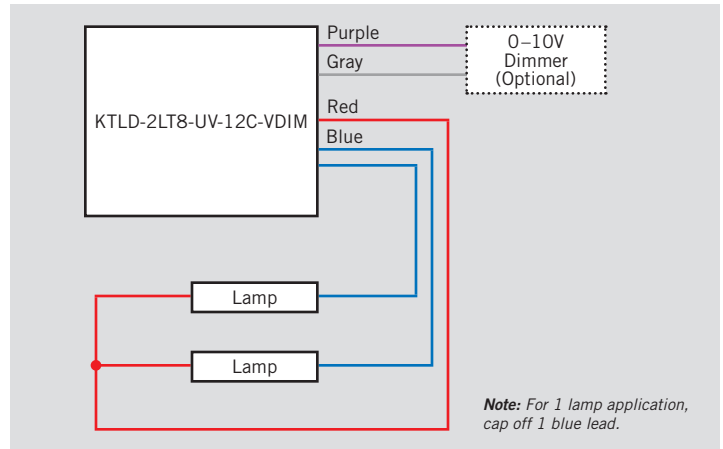 Purple
0–10V
Dimmer
(Optional)
Gray
KTLD-2LT8-UV-12C-VDIM
Red
Blue
Lamp
Lamp
Note: For 1 lamp application,
cap off 1 blue lead.